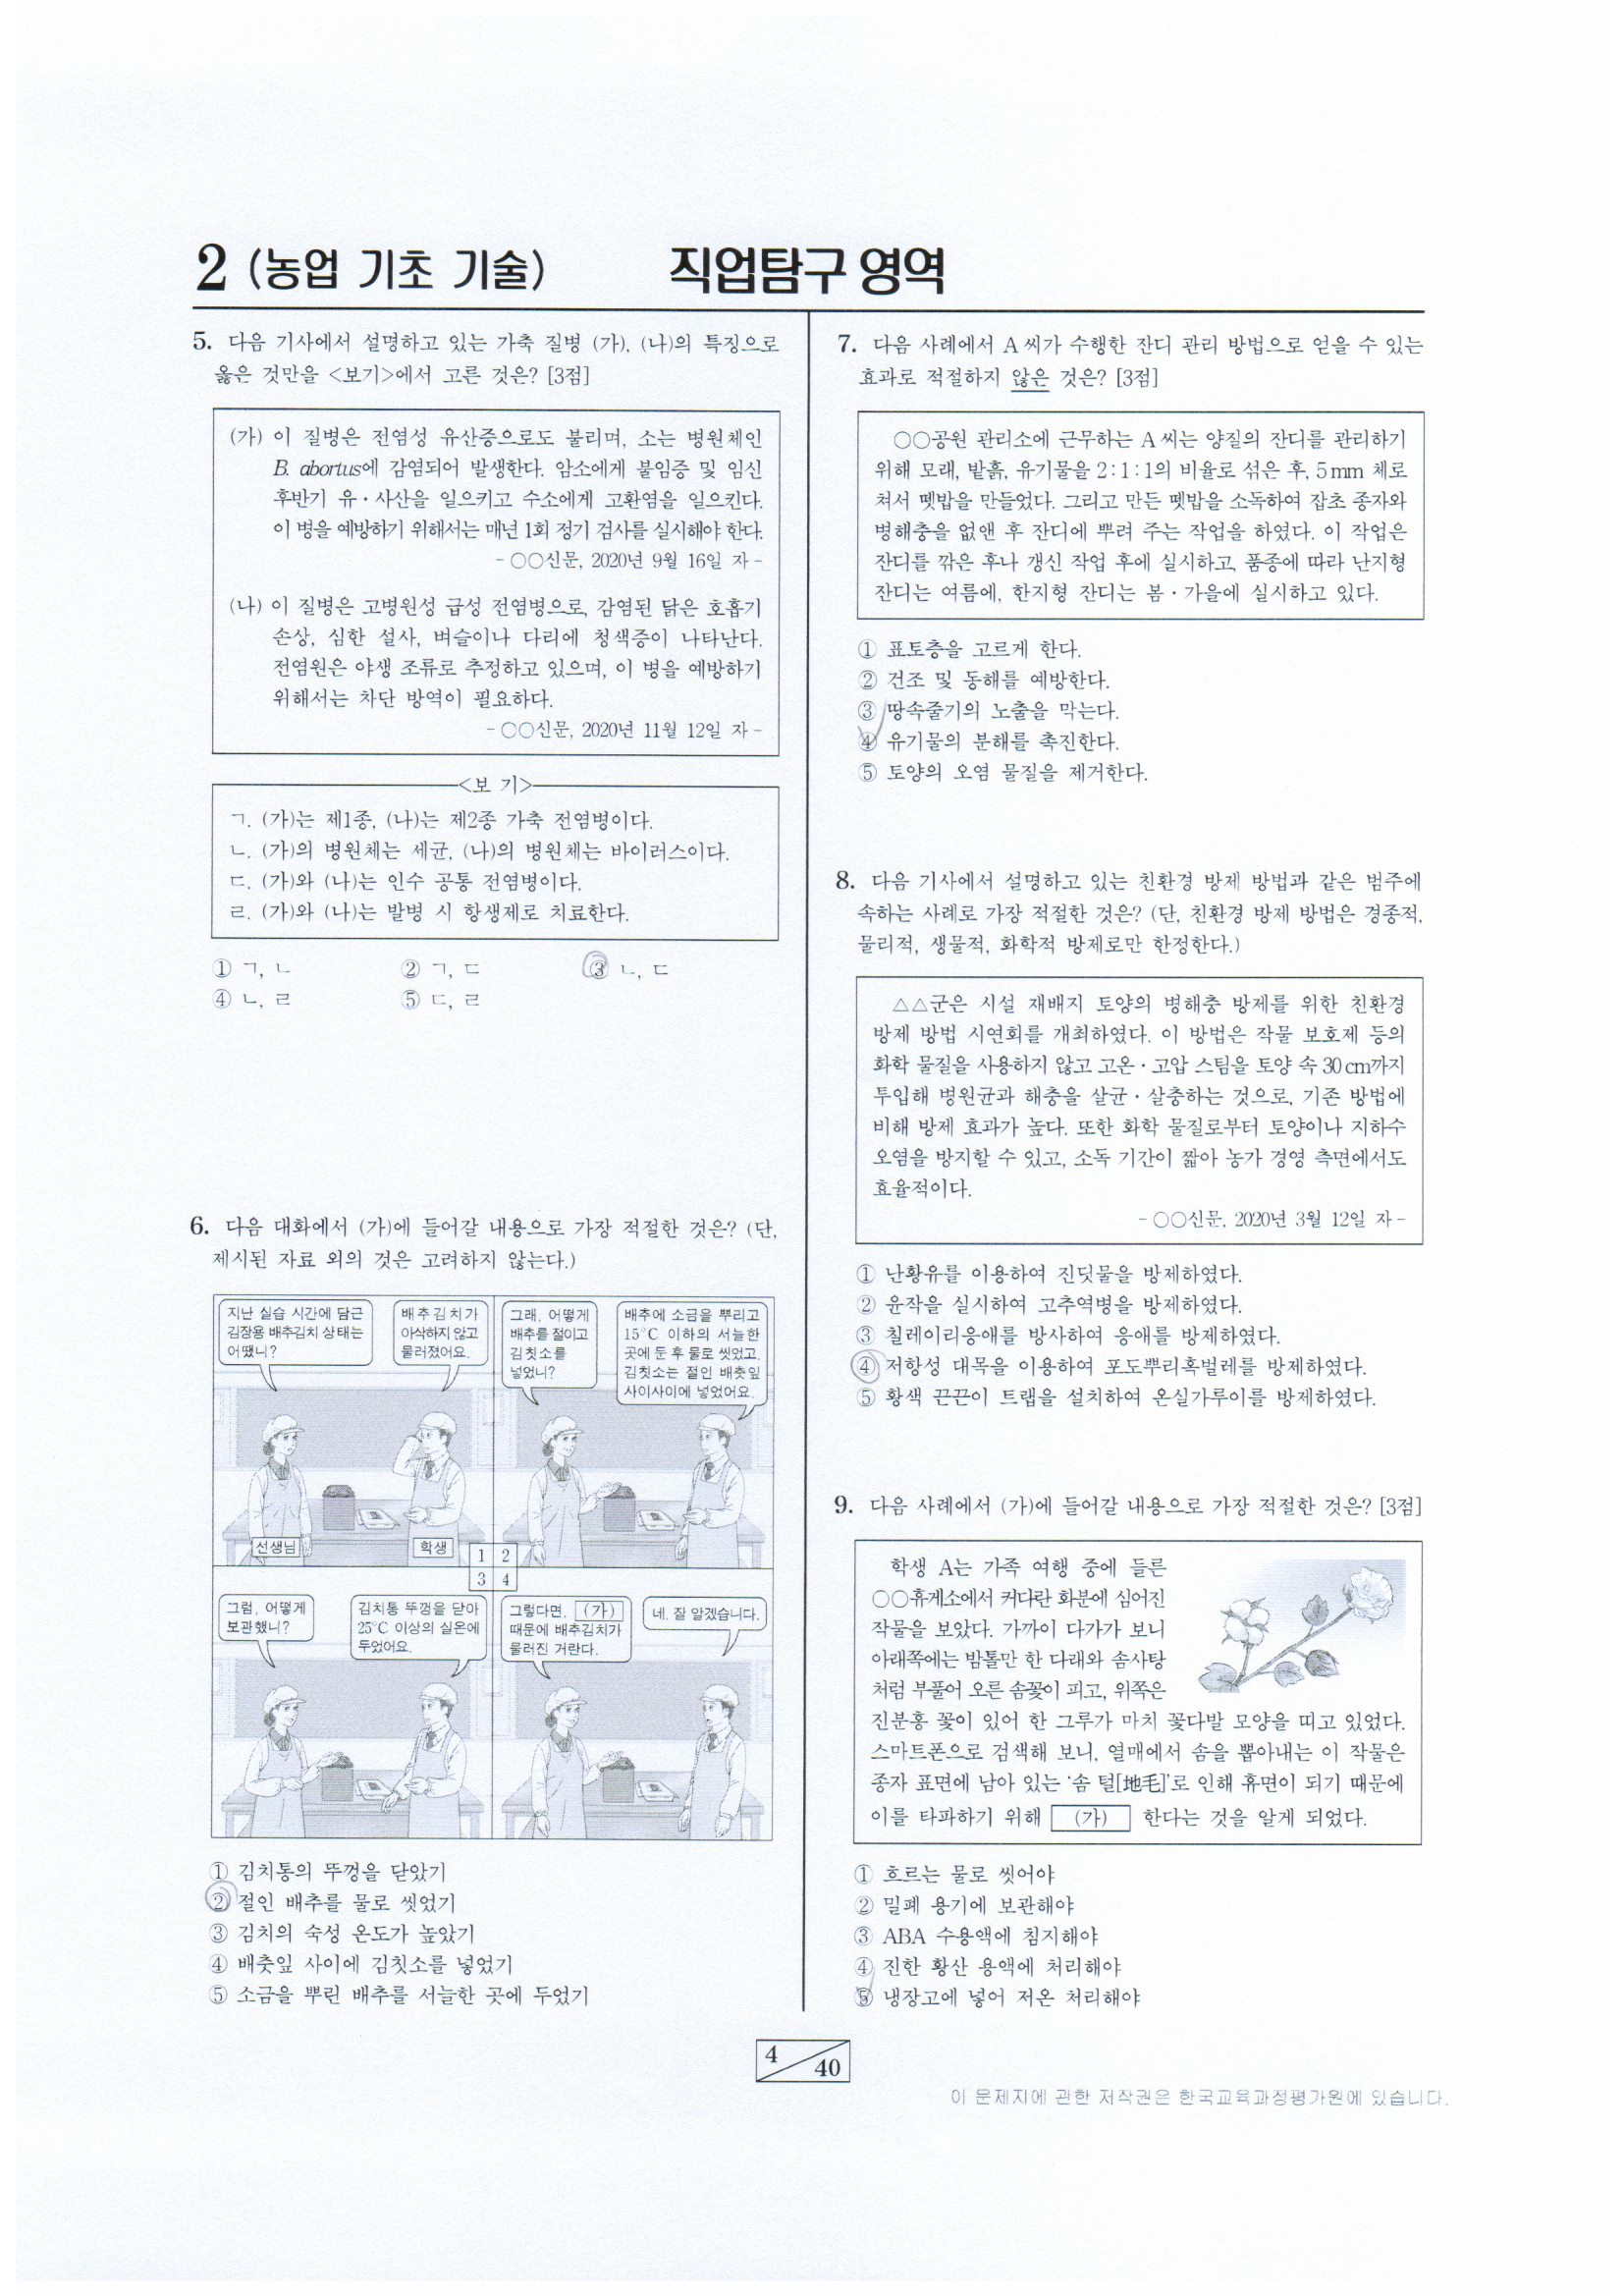 2 (농업 기초 기술) 직업탐구 영역
5. 다음 기사에서 설명하고 있는 가축 질병 (가), (나)의 특징으로
옳은 것만을 <보기>에서 고른 것은? [3점]
(가) 이 질병은 전염성 유산증으로도 불리며, 소는 병원체인
B. abortus에 감염되어 발생한다. 암소에게 불임증 및 임신
후반기 유·사산을 일으키고 수소에게 고환염을 일으킨다.
이 병을 예방하기 위해서는 매년 1회 정기 검사를 실시해야 한다.
- ○○신문, 2020년 9월 16일 자 -
(나) 이 질병은 고병원성 급성 전염병으로, 감염된 닭은 호흡기
손상, 심한 설사, 벼슬이나 다리에 청색증이 나타난다.
전염원은 야생 조류로 추정하고 있으며, 이 병을 예방하기
위해서는 차단 방역이 필요하다.
- ○○신문, 2020년 11월 12일 자 -
<보 기>
ㄱ. (가)는 제1종, (나)는 제2종 가축 전염병이다.
ㄴ. (가)의 병원체는 세균, (나)의 병원체는 바이러스이다.
ㄷ. (가)와 (나)는 인수 공통 전염병이다.
ㄹ. (가)와 (나)는 발병 시 항생제로 치료한다.
① ㄱ, ㄴ ② ㄱ, ㄷ ③ ㄴ, ㄷ
④ ㄴ, ㄹ ⑤ ㄷ, ㄹ
6. 다음 대화에서 (가)에 들어갈 내용으로 가장 적절한 것은? (단,
제시된 자료 외의 것은 고려하지 않는다.)
지난 실습 시간에 담근
김장용 배추김치 상태는
어땠니?
배추김치가
아삭하지 않고
물러졌어요.
그래, 어떻게
배추를 절이고
김칫소를
넣었니?
배추에 소금을 뿌리고
15℃ 이하의 서늘한
곳에 둔 후 물로 씻었고,
김칫소는 절인 배춧잎
사이사이에 넣었어요.
선생님
학생
1 2
3 4
그럼, 어떻게
보관했니?
김치통 뚜껑을 닫아
25℃ 이상의 실온에
두었어요.
그렇다면, (가)
때문에 배추김치가
물러진 거란다.
네, 잘 알겠습니다.
① 김치통의 뚜껑을 닫았기
② 절인 배추를 물로 씻었기
③ 김치의 숙성 온도가 높았기
④ 배춧잎 사이에 김칫소를 넣었기
⑤ 소금을 뿌린 배추를 서늘한 곳에 두었기
7. 다음 사례에서 A 씨가 수행한 잔디 관리 방법으로 얻을 수 있는
효과로 적절하지 않은 것은? [3점]
○○공원 관리소에 근무하는 A 씨는 양질의 잔디를 관리하기
위해 모래, 밭흙, 유기물을 2:1:1의 비율로 섞은 후, 5 mm 체로
쳐서 뗏밥을 만들었다. 그리고 만든 뗏밥을 소독하여 잡초 종자와
병해충을 없앤 후 잔디에 뿌려 주는 작업을 하였다. 이 작업은
잔디를 깎은 후나 갱신 작업 후에 실시하고, 품종에 따라 난지형
잔디는 여름에, 한지형 잔디는 봄·가을에 실시하고 있다.
① 표토층을 고르게 한다.
② 건조 및 동해를 예방한다.
③ 땅속줄기의 노출을 막는다.
④ 유기물의 분해를 촉진한다.
⑤ 토양의 오염 물질을 제거한다.
8. 다음 기사에서 설명하고 있는 친환경 방제 방법과 같은 범주에
속하는 사례로 가장 적절한 것은? (단, 친환경 방제 방법은 경종적,
물리적, 생물적, 화학적 방제로만 한정한다.)
△△군은 시설 재배지 토양의 병해충 방제를 위한 친환경
방제 방법 시연회를 개최하였다. 이 방법은 작물 보호제 등의
화학 물질을 사용하지 않고 고온·고압 스팀을 토양 속 30 cm까지
투입해 병원균과 해충을 살균·살충하는 것으로, 기존 방법에
비해 방제 효과가 높다. 또한 화학 물질로부터 토양이나 지하수
오염을 방지할 수 있고, 소독 기간이 짧아 농가 경영 측면에서도
효율적이다.
- ○○신문, 2020년 3월 12일 자 -
① 난황유를 이용하여 진딧물을 방제하였다.
② 윤작을 실시하여 고추역병을 방제하였다.
③ 칠레이리응애를 방사하여 응애를 방제하였다.
④ 저항성 대목을 이용하여 포도뿌리혹벌레를 방제하였다.
⑤ 황색 끈끈이 트랩을 설치하여 온실가루이를 방제하였다.
9. 다음 사례에서 (가)에 들어갈 내용으로 가장 적절한 것은? [3점]
학생 A는 가족 여행 중에 들른
○○휴게소에서 커다란 화분에 심어진
작물을 보았다. 가까이 다가가 보니
아래쪽에는 밤톨만 한 다래와 솜사탕
처럼 부풀어 오른 솜꽃이 피고, 위쪽은
진분홍 꽃이 있어 한 그루가 마치 꽃다발 모양을 띠고 있었다.
스마트폰으로 검색해 보니, 열매에서 솜을 뽑아내는 이 작물은
종자 표면에 남아 있는 '솜 털[地毛]'로 인해 휴면이 되기 때문에
이를 타파하기 위해 (가) 한다는 것을 알게 되었다.
① 흐르는 물로 씻어야
② 밀폐 용기에 보관해야
③ ABA 수용액에 침지해야
④ 진한 황산 용액에 처리해야
⑤ 냉장고에 넣어 저온 처리해야
4 40
이 문제지에 관한 저작권은 한국교육과정평가원에 있습니다.